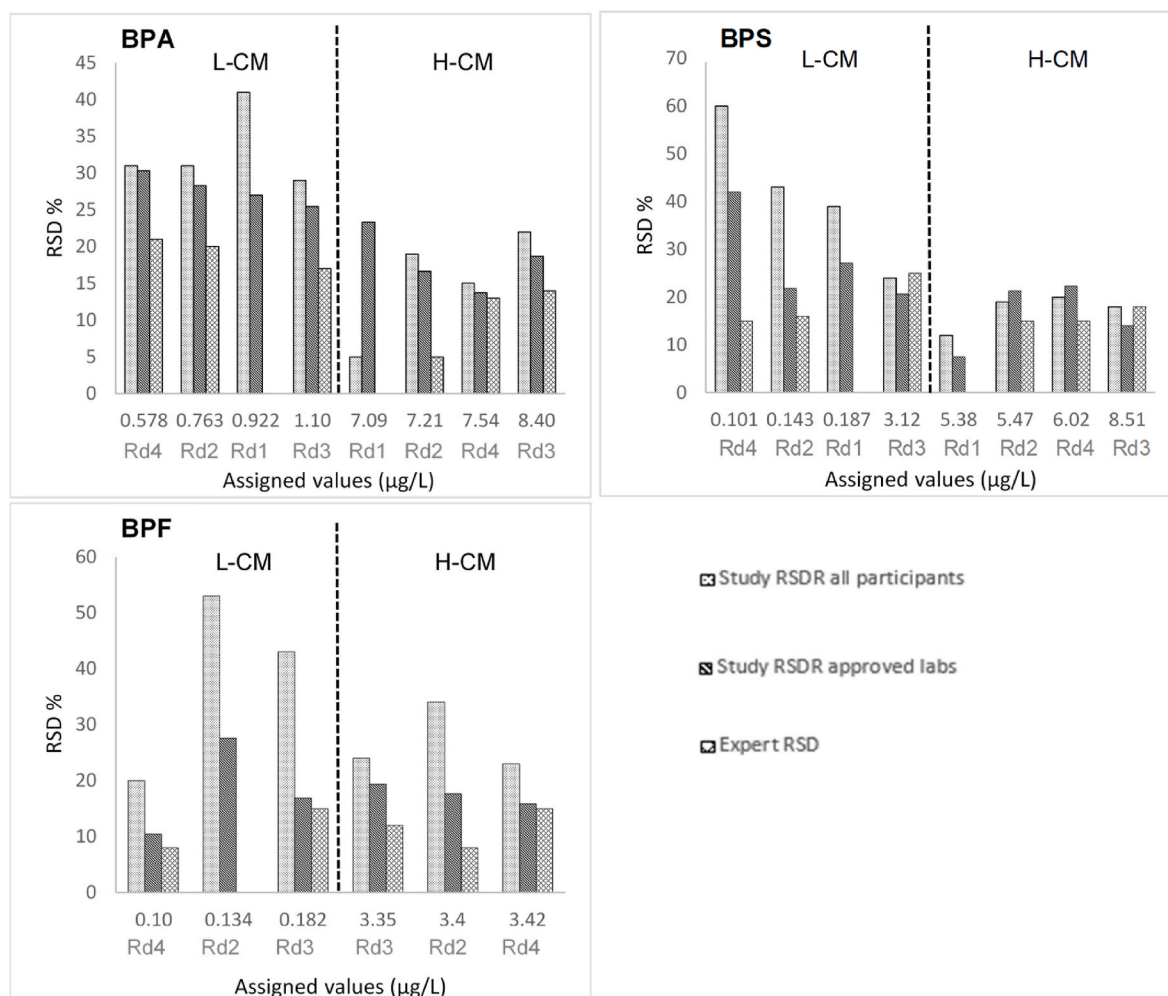 BPA
L-CM H-CM
45
40
35
30
25
20
15
10
5
0
RSD %
0.578 0.763 0.922 1.10 7.09 7.21 7.54 8.40
Rd4 Rd2 Rd1 Rd3 Rd1 Rd2 Rd4 Rd3
Assigned values (µg/L)
BPS
L-CM H-CM
70
60
50
40
30
20
10
0
RSD %
0.101 0.143 0.187 3.12 5.38 5.47 6.02 8.51
Rd4 Rd2 Rd1 Rd3 Rd1 Rd2 Rd4 Rd3
Assigned values (µg/L)
BPF
L-CM H-CM
60
50
40
30
20
10
0
RSD %
0.10 0.134 0.182 3.35 3.4 3.42
Rd4 Rd2 Rd3 Rd3 Rd2 Rd4
Assigned values (µg/L)
Study RSDR all participants
Study RSDR approved labs
Expert RSD